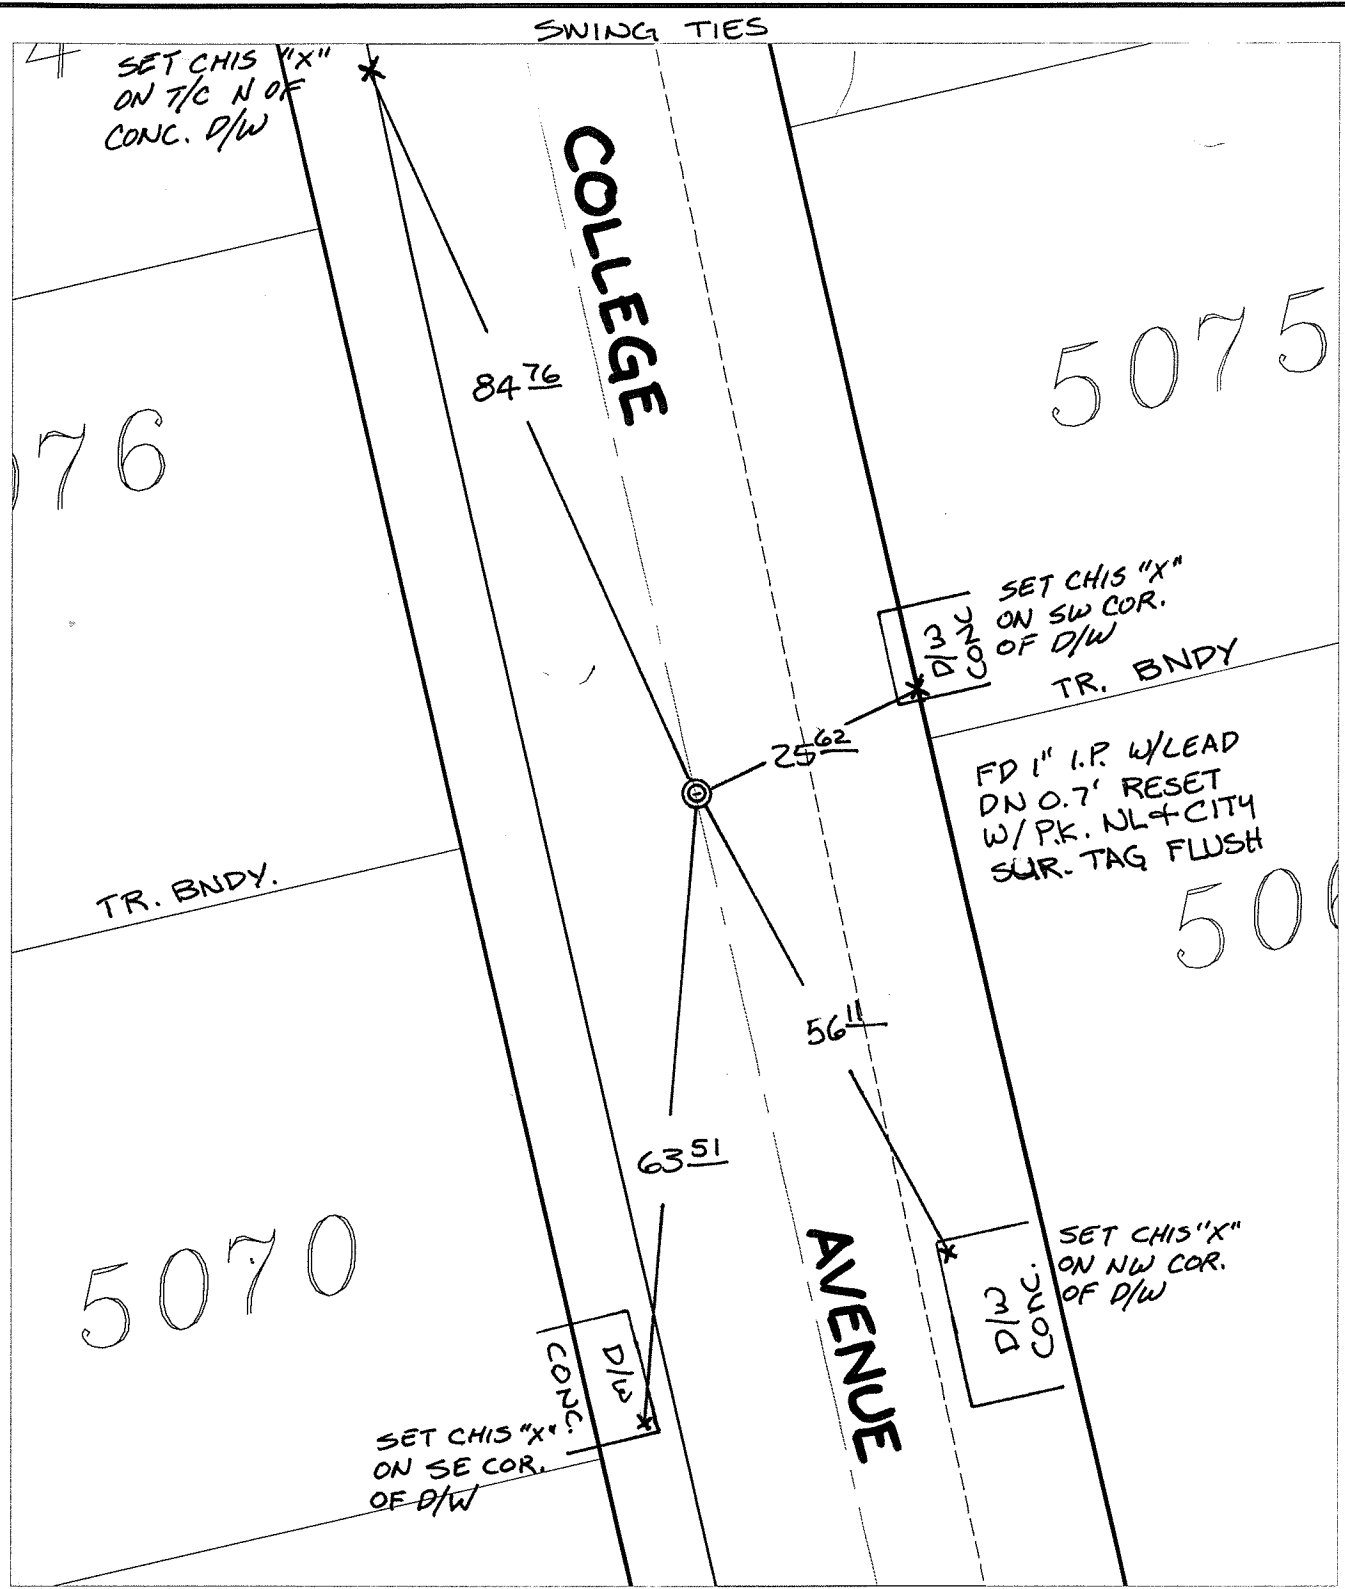 SWING TIES
4
SET CHIS "X"
ON T/C N OF
CONC. D/W
COLLEGE
84 76
5075
76
SET CHIS "X"
ON SW COR.
OF D/W
D/W
CONC
TR. BNDY
25 62
FD 1" I.P. W/LEAD
DN 0.7' RESET
W/ P.K. NL & CITY
SUR. TAG FLUSH
TR. BNDY.
50
56 11
63 51
5070
AVENUE
SET CHIS "X"
ON NW COR.
OF D/W
D/W
CONC.
D/W
CONC.
SET CHIS "X"
ON SE COR.
OF D/W